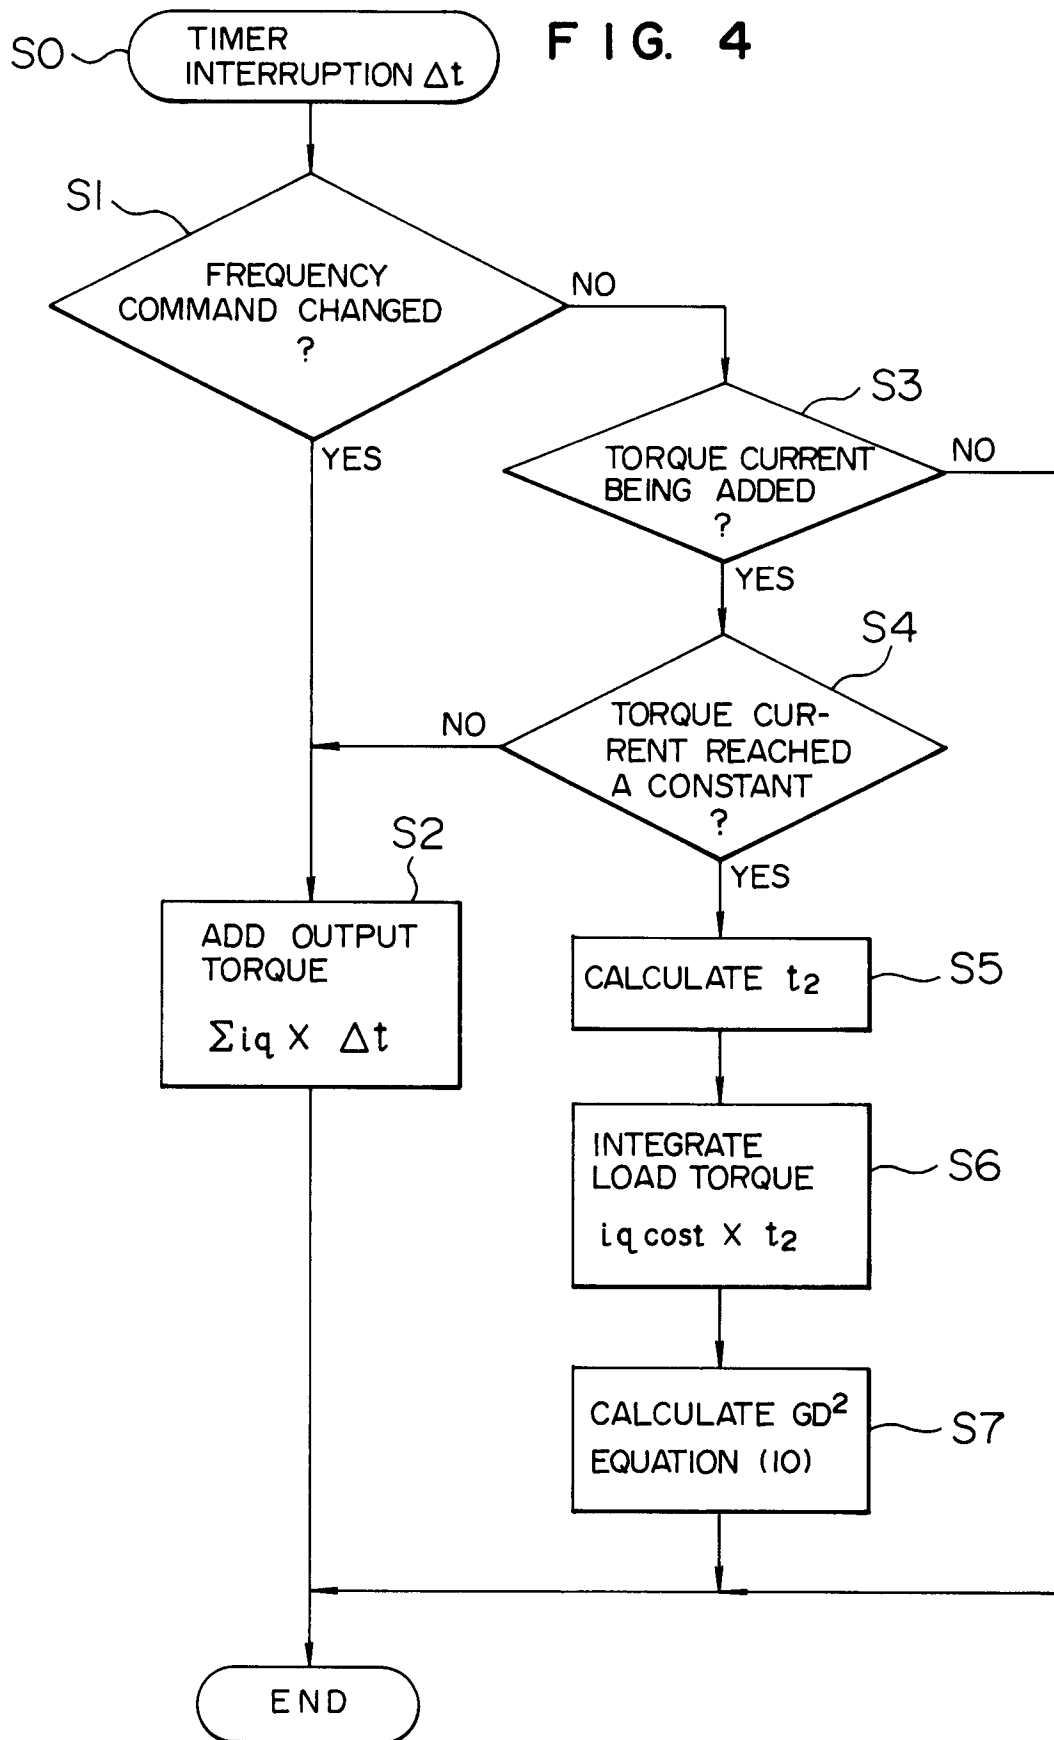 FIG. 4
S0
TIMER
INTERRUPTION Δt
S1
FREQUENCY
COMMAND CHANGED
?
NO
YES
S3
TORQUE CURRENT
BEING ADDED
?
NO
YES
S4
TORQUE CUR-
RENT REACHED
A CONSTANT
?
NO
YES
S2
ADD OUTPUT
TORQUE
Σiq X Δt
CALCULATE t2
S5
INTEGRATE
LOAD TORQUE
iq cost X t2
S6
CALCULATE GD²
EQUATION (10)
S7
END